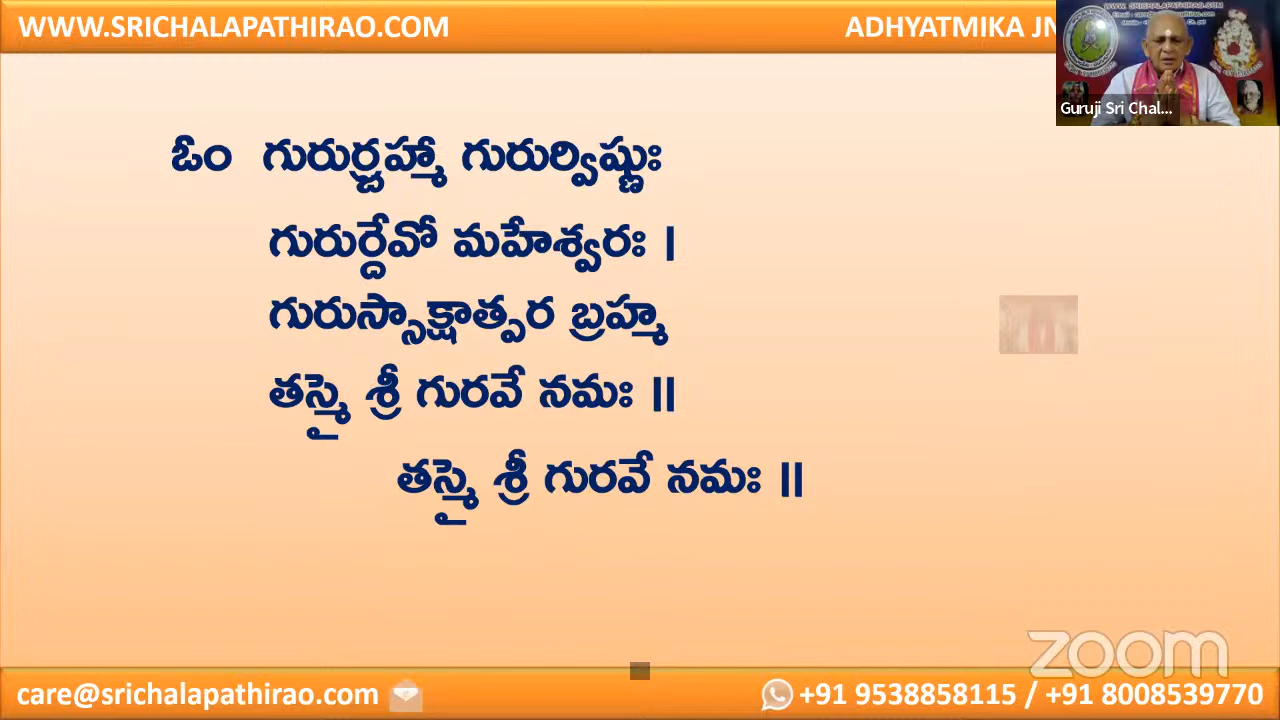 WWW.SRICHALAPATHIRAO.COM
ADHYATMIKA
Guruji Sri Chal...
ఓం గురుర్బ్రహ్మా గురుర్విష్ణుః
గురుర్దేవో మహేశ్వరః |
గురుస్సాక్షాత్పర బ్రహ్మ
తస్మై శ్రీ గురవే నమః ||
తస్మై శ్రీ గురవే నమః ||
zoom
care@srichalapathirao.com
+91 9538858115 / +91 8008539770